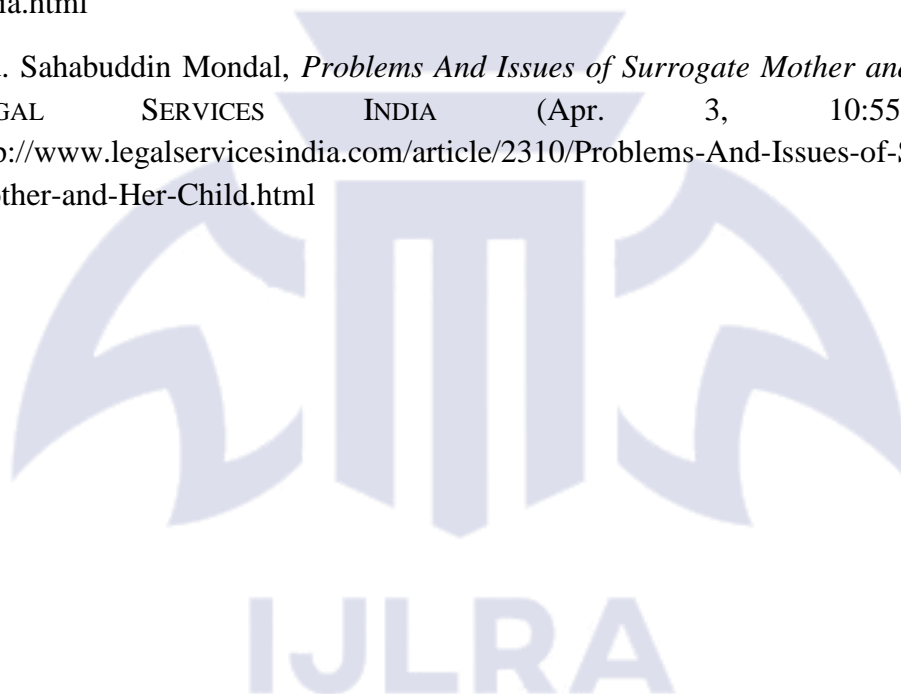 ia.html
. Sahabuddin Mondal, Problems And Issues of Surrogate Mother and
GAL SERVICES INDIA (Apr. 3, 10:55
p://www.legalservicesindia.com/article/2310/Problems-And-Issues-of-S
other-and-Her-Child.html
IJLRA